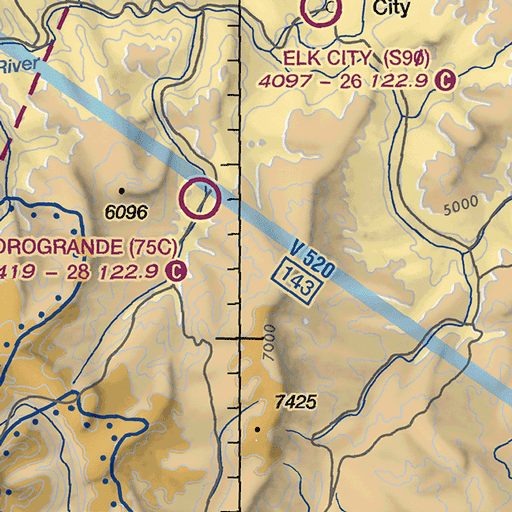 City
ELK CITY (S9Ø)
4097 - 26 122.9 C
River
6096
5000
OROGRANDE (75C)
419 - 28 122.9 C
V 520
143
7000
7425